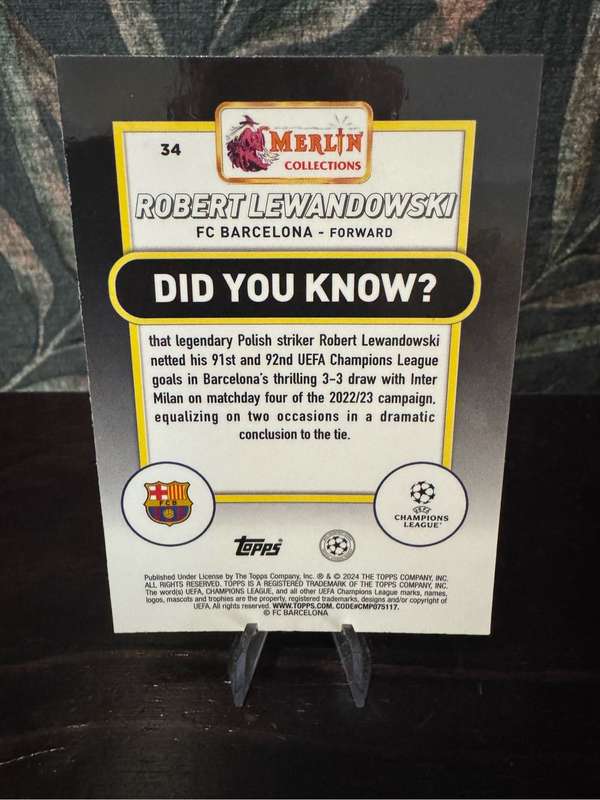 34
MERLIN
COLLECTIONS
ROBERT LEWANDOWSKI
FC BARCELONA - FORWARD
DID YOU KNOW?
that legendary Polish striker Robert Lewandowski
netted his 91st and 92nd UEFA Champions League
goals in Barcelona's thrilling 3-3 draw with Inter
Milan on matchday four of the 2022/23 campaign,
equalizing on two occasions in a dramatic
conclusion to the tie.
FCB
UEFA
CHAMPIONS
LEAGUE
topps
Published Under License by The Topps Company, Inc. ® & © 2024 THE TOPPS COMPANY, INC.
ALL RIGHTS RESERVED. TOPPS IS A REGISTERED TRADEMARK OF THE TOPPS COMPANY, INC.
The word(s) UEFA, CHAMPIONS LEAGUE, and all other UEFA Champions League marks, names,
logos, mascots and trophies are the property, registered trademarks, designs and/or copyright of
UEFA. All rights reserved. WWW.TOPPS.COM. CODE#CMP075117.
© FC BARCELONA